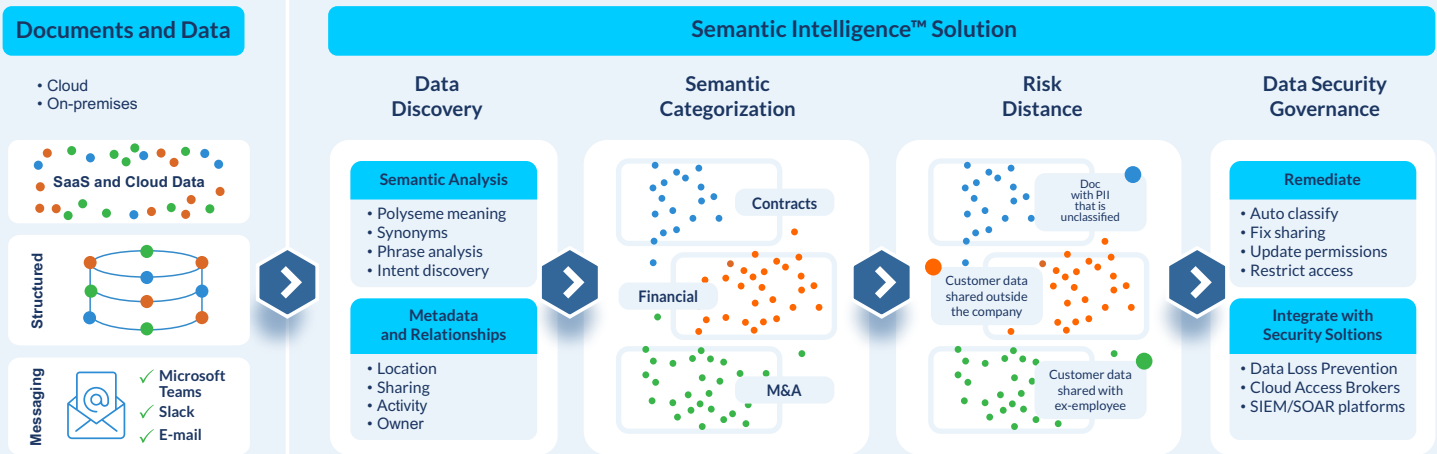 Documents and Data
• Cloud
• On-premises
SaaS and Cloud Data
Structured
Messaging
@
✓ Microsoft
Teams
✓ Slack
✓ E-mail
Semantic Intelligence™ Solution
Data
Discovery
Semantic Analysis
• Polyseme meaning
• Synonyms
• Phrase analysis
• Intent discovery
Metadata
and Relationships
• Location
• Sharing
• Activity
• Owner
Semantic
Categorization
Contracts
Financial
M&A
Risk
Distance
Doc
with PII
that is
unclassified
Customer data
shared outside
the company
Customer data
shared with
ex-employee
Data Security
Governance
Remediate
• Auto classify
• Fix sharing
• Update permissions
• Restrict access
Integrate with
Security Soltions
• Data Loss Prevention
• Cloud Access Brokers
• SIEM/SOAR platforms